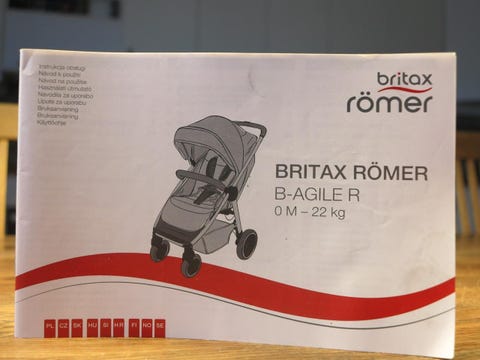 Instrukcja obsługi
Návod k použití
Návod na použitie
Használati útmutató
Navodila za uporabo
Upute za uporabu
Bruksanvisning
Bruksanvisning
Käyttöohje
britax
römer
BRITAX RÖMER
B-AGILE R
0 M – 22 kg
PL CZ SK HU SI HR FI NO SE